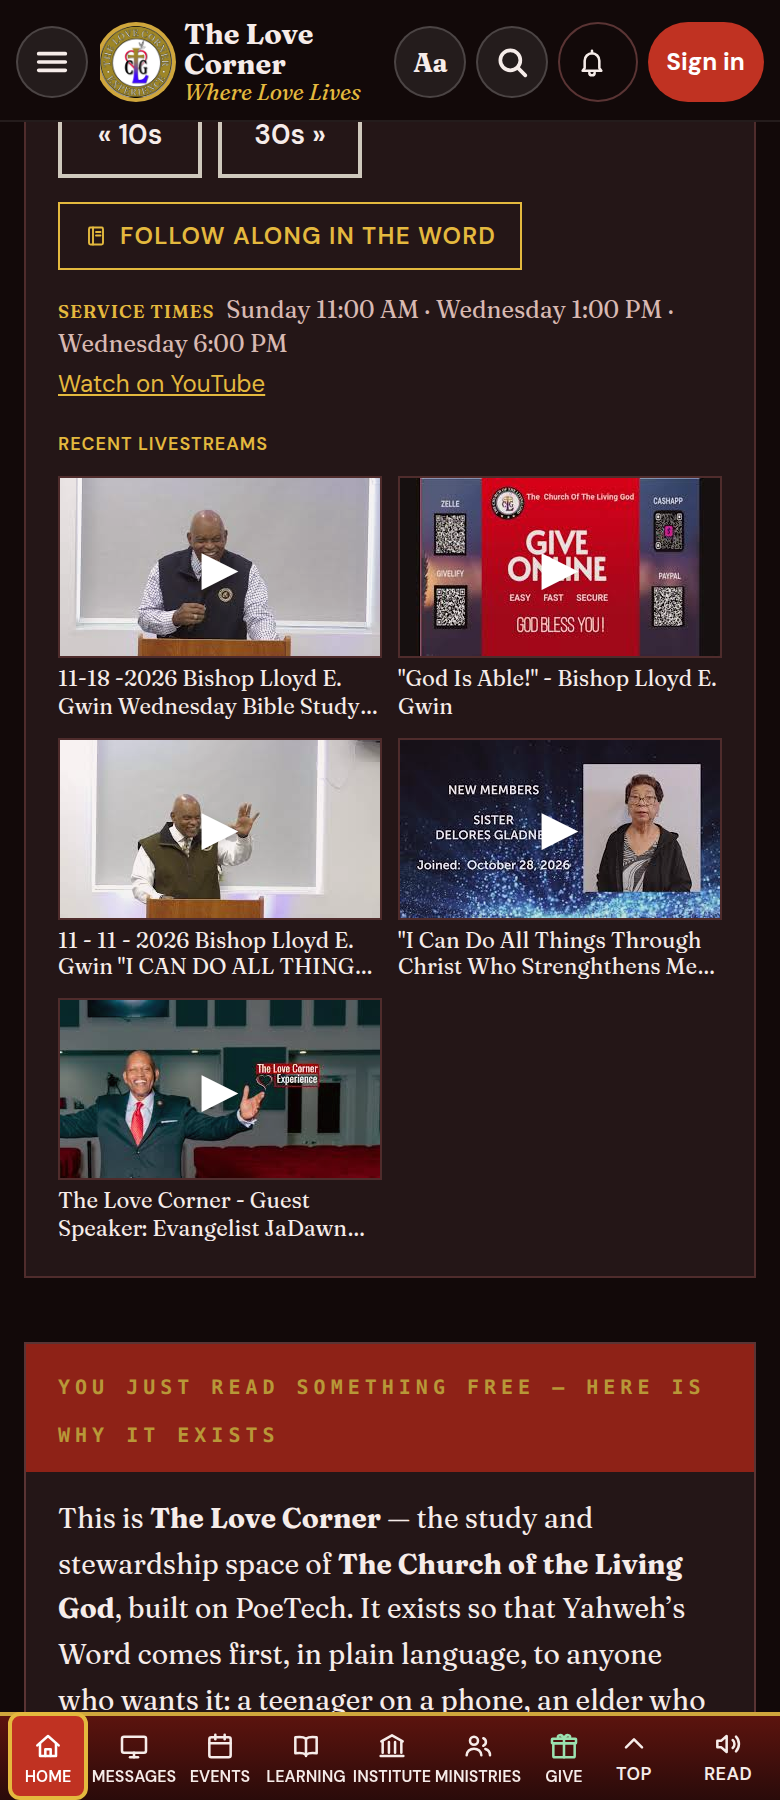 The Love
Corner
Where Love Lives
Aa
Sign in
« 10s
30s »
FOLLOW ALONG IN THE WORD
SERVICE TIMES Sunday 11:00 AM · Wednesday 1:00 PM ·
Wednesday 6:00 PM
Watch on YouTube
RECENT LIVESTREAMS
ZELLE
The Church Of The Living God
CASHAPP
GIVE
ONLINE
GIVELIFY
PAYPAL
EASY FAST SECURE
GOD BLESS YOU!
11-18 -2026 Bishop Lloyd E.
Gwin Wednesday Bible Study...
"God Is Able!" - Bishop Lloyd E.
Gwin
NEW MEMBERS
SISTER
DELORES GLADNE
Joined: October 28, 2026
11 - 11 - 2026 Bishop Lloyd E.
Gwin "I CAN DO ALL THING...
"I Can Do All Things Through
Christ Who Strenghthens Me...
The Love Corner
Experience
The Love Corner - Guest
Speaker: Evangelist JaDawn...
YOU JUST READ SOMETHING FREE — HERE IS
WHY IT EXISTS
This is The Love Corner — the study and
stewardship space of The Church of the Living
God, built on PoeTech. It exists so that Yahweh’s
Word comes first, in plain language, to anyone
who wants it: a teenager on a phone, an elder who
HOME
MESSAGES
EVENTS
LEARNING
INSTITUTE
MINISTRIES
GIVE
TOP
READ